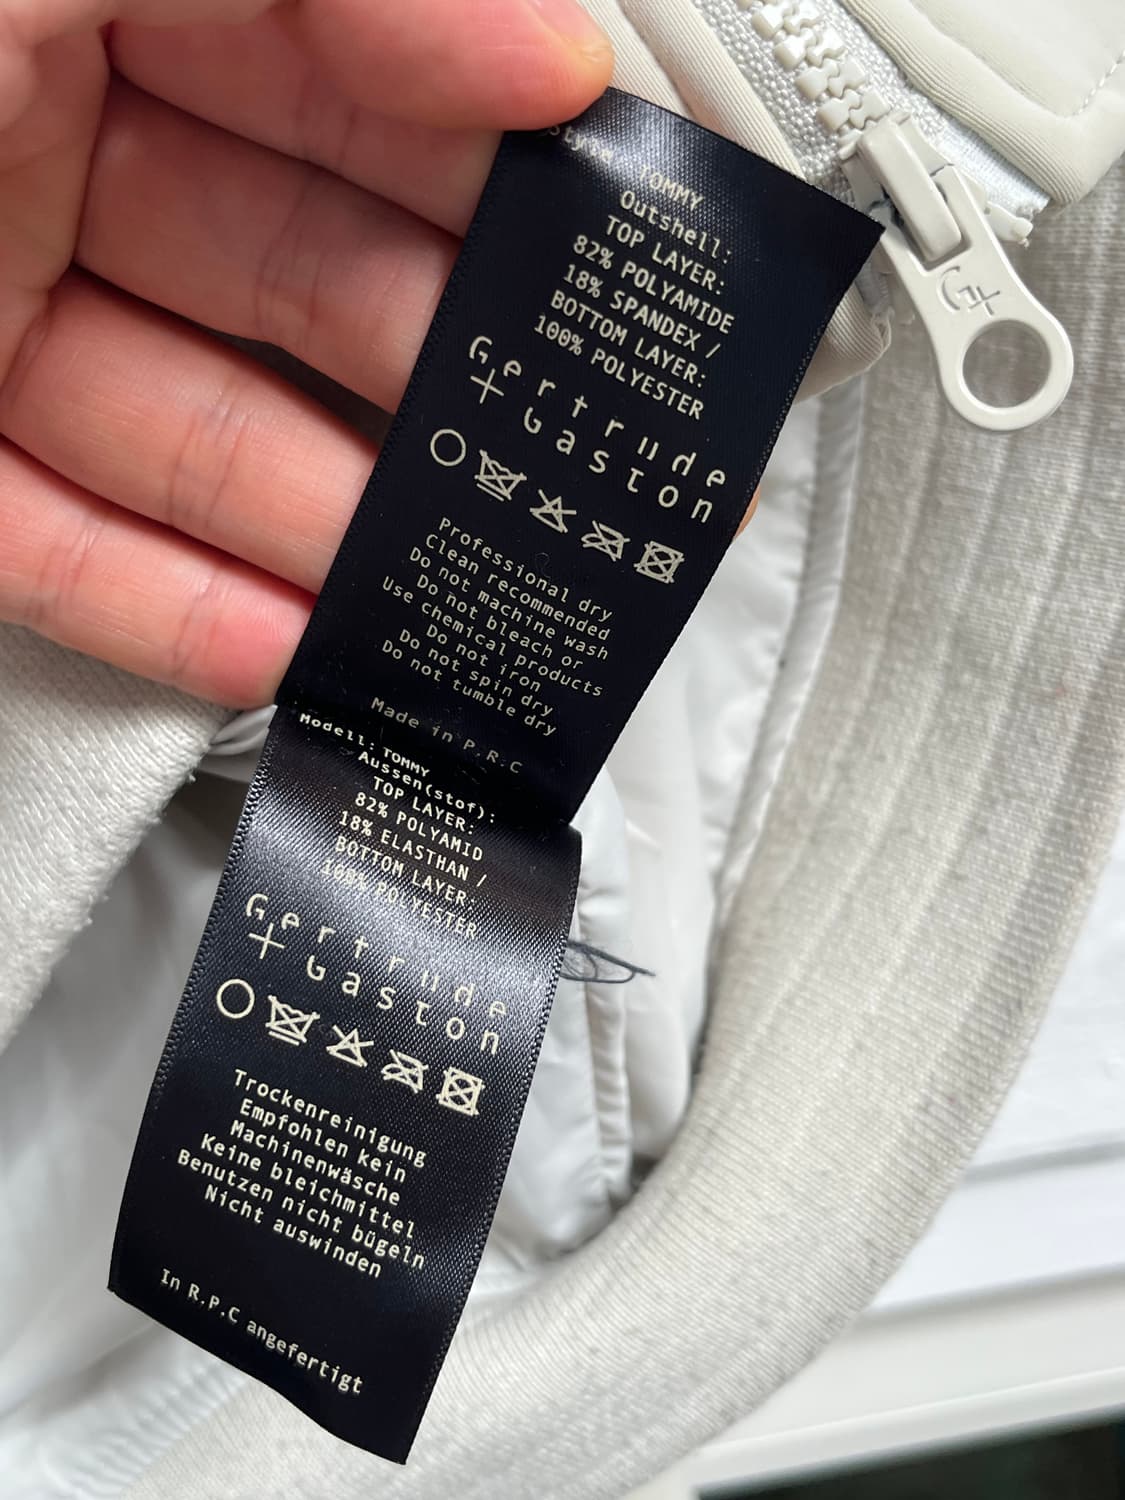 Style: TOMMY
Outshell:
TOP LAYER:
82% POLYAMIDE
18% SPANDEX /
BOTTOM LAYER:
100% POLYESTER
Gertrude
+ Gaston
Professional dry
Clean recommended
Do not machine wash
Do not bleach or
Use chemical products
Do not iron
Do not spin dry
Do not tumble dry
Made in P.R.C
Modell: TOMMY
Aussen(stof):
TOP LAYER:
82% POLYAMID
18% ELASTHAN /
BOTTOM LAYER:
100% POLYESTER
Gertrude
+ Gaston
Trockenreinigung
Empfohlen kein
Machinenwäsche
Keine bleichmittel
Benutzen nicht bügeln
Nicht auswinden
In R.P.C angefertigt
G+